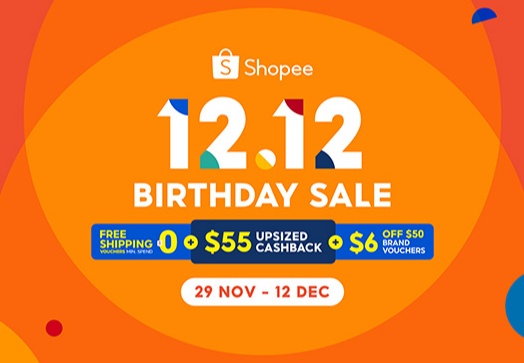 Shopee
12.12
BIRTHDAY SALE
FREE
SHIPPING
VOUCHERS MIN. SPEND
0
+
$55
UPSIZED
CASHBACK
+
$6
OFF $50
BRAND
VOUCHERS
29 NOV - 12 DEC